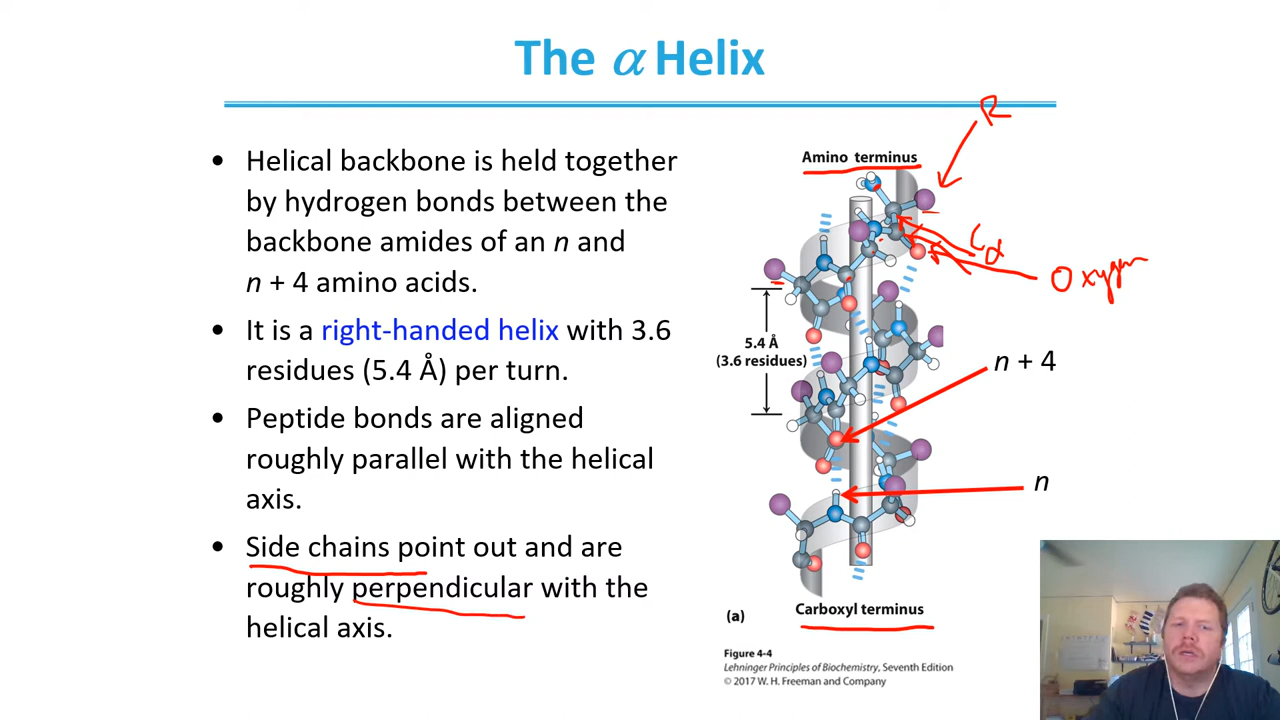 The α Helix
• Helical backbone is held together
by hydrogen bonds between the
backbone amides of an n and
n + 4 amino acids.
• It is a right-handed helix with 3.6
residues (5.4 Å) per turn.
• Peptide bonds are aligned
roughly parallel with the helical
axis.
• Side chains point out and are
roughly perpendicular with the
helical axis.
R
Amino terminus
Cα
Oxygen
5.4 Å
(3.6 residues)
n + 4
n
Carboxyl terminus
(a)
Figure 4-4
Lehninger Principles of Biochemistry, Seventh Edition
© 2017 W. H. Freeman and Company